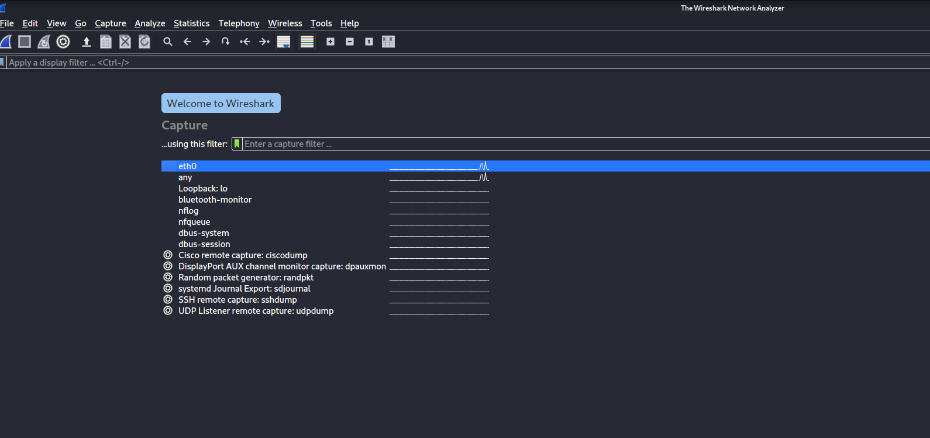 The Wireshark Network Analyzer
File Edit View Go Capture Analyze Statistics Telephony Wireless Tools Help
Apply a display filter ... <Ctrl-/>
Welcome to Wireshark
Capture
...using this filter: Enter a capture filter ...
eth0
any
Loopback: lo
bluetooth-monitor
nflog
nfqueue
dbus-system
dbus-session
Cisco remote capture: ciscodump
DisplayPort AUX channel monitor capture: dpauxmon
Random packet generator: randpkt
systemd Journal Export: sdjournal
SSH remote capture: sshdump
UDP Listener remote capture: udpdump